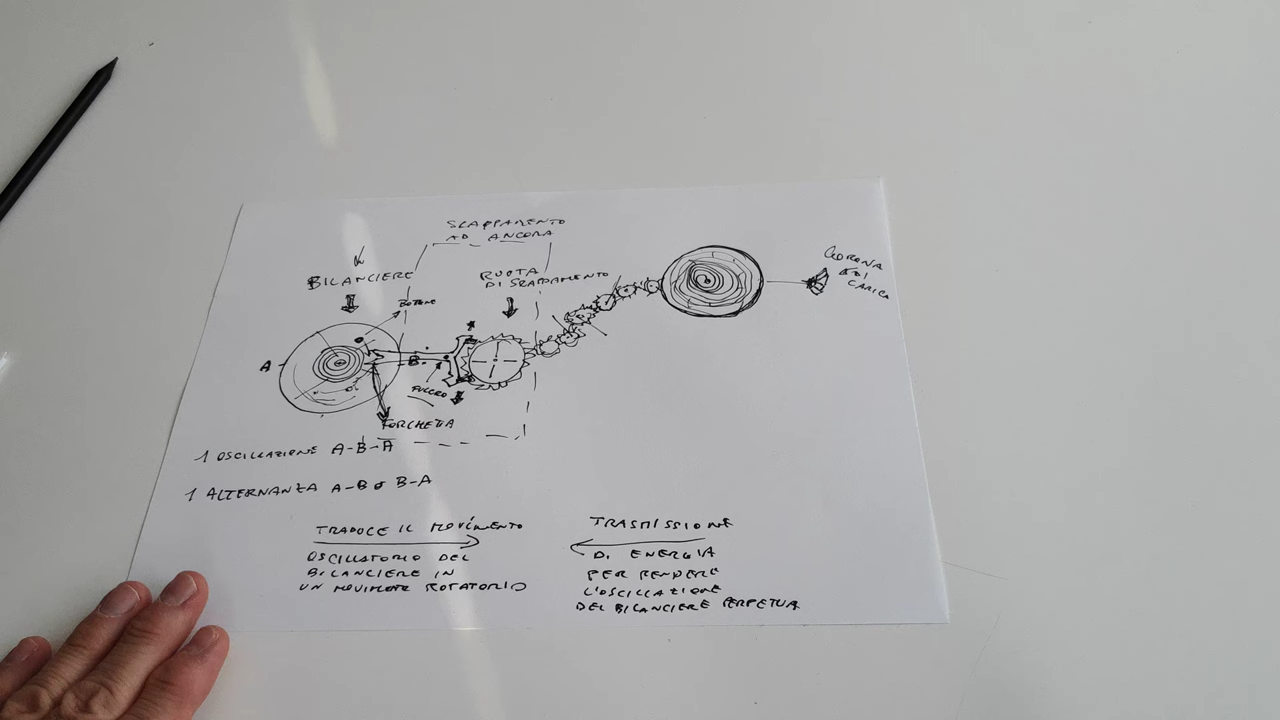 SCAPPAMENTO
AD ANCORA
BILANCIERE
RUOTA
DI SCAPPAMENTO
CORONA
DI
CARICA
BOTTONE
A
B
FULCRO
FORCHETTA
1 OSCILLAZIONE A-B-A
1 ALTERNANZA A-B O B-A
TRADUCE IL MOVIMENTO
OSCILLATORIO DEL
BILANCIERE IN
UN MOVIMENTO ROTATORIO
TRASMISSIONE
DI ENERGIA
PER RENDERE
L'OSCILLAZIONE
DEL BILANCIERE PERPETUA